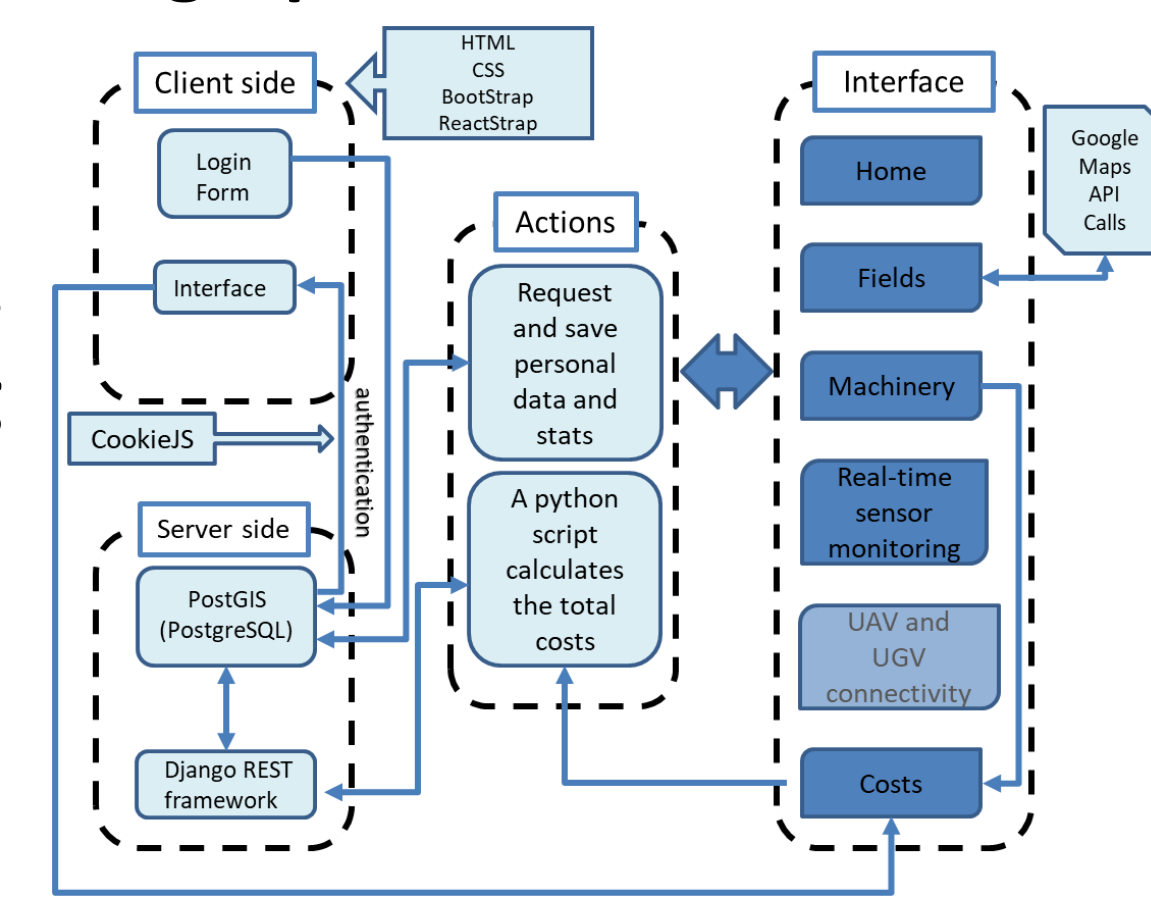 Client side
HTML
CSS
BootStrap
ReactStrap
Login
Form
Interface
CookieJS
authentication
Server side
PostGIS
(PostgreSQL)
Django REST
framework
Actions
Request
and save
personal
data and
stats
A python
script
calculates
the total
costs
Interface
Home
Fields
Machinery
Real-time
sensor
monitoring
UAV and
UGV
connectivity
Costs
Google
Maps
API
Calls